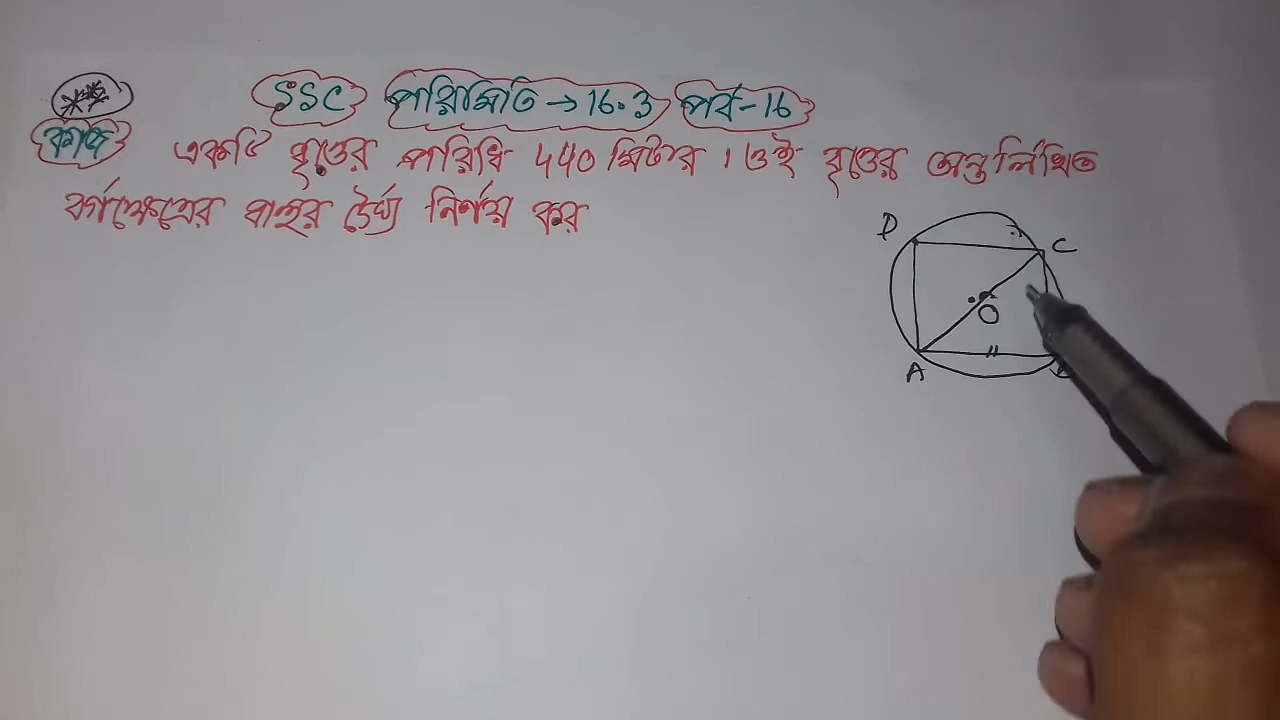 SSC পরিমিতি → 16.3 পর্ব-16
কাজ একটি বৃত্তের পরিধি 440 মিটার । ওই বৃত্তের অন্তর্লিখিত
বর্গক্ষেত্রের বাহুর দৈর্ঘ্য নির্ণয় কর
D C
O
A